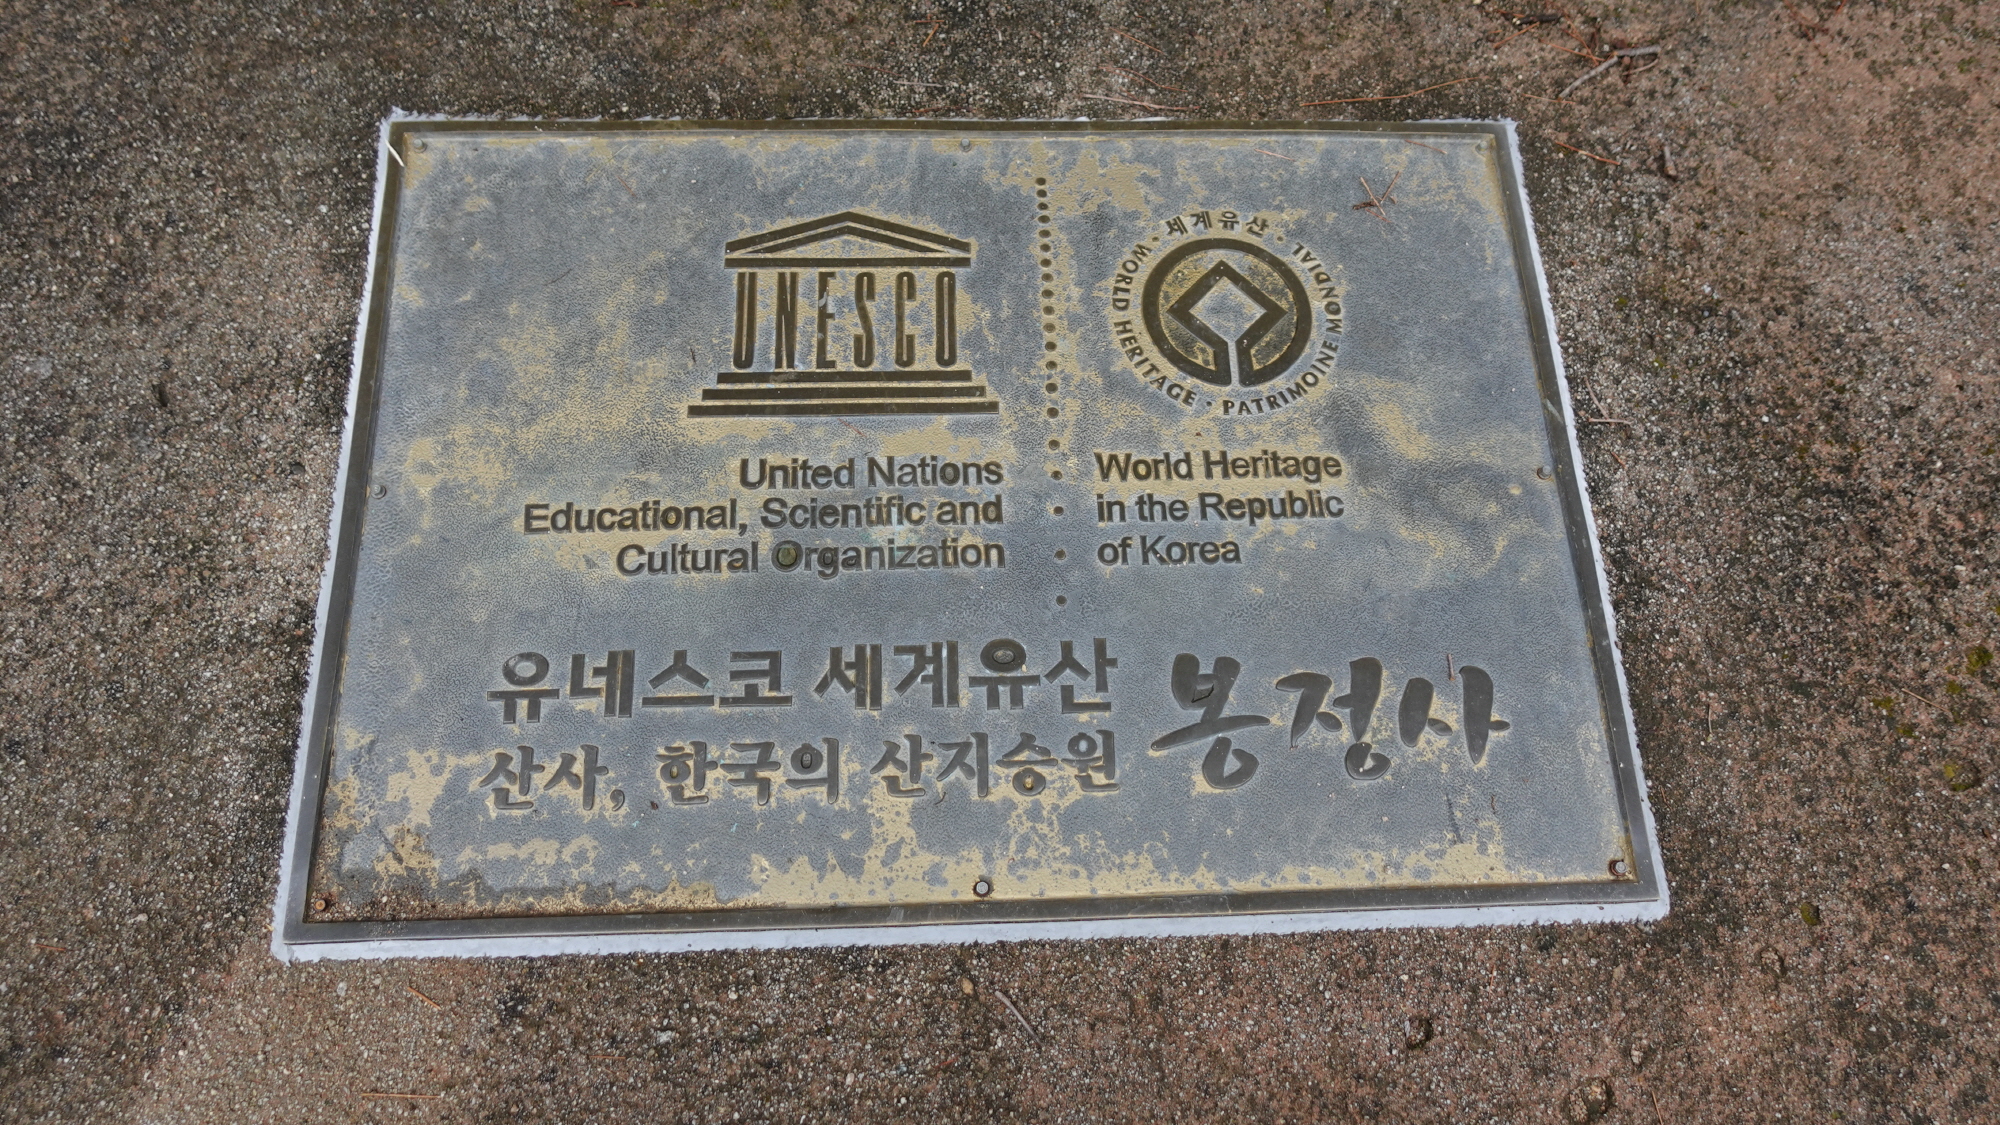 UNESCO
United Nations
Educational, Scientific and
Cultural Organization
· 세계유산 ·
WORLD HERITAGE · PATRIMOINE MONDIAL
World Heritage
in the Republic
of Korea
유네스코 세계유산
산사, 한국의 산지승원
봉정사